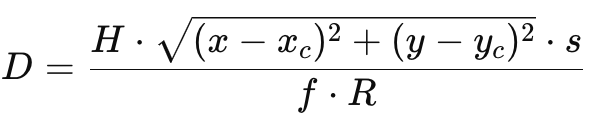 D = \frac{H \cdot \sqrt{(x - x_c)^2 + (y - y_c)^2} \cdot s}{f \cdot R}